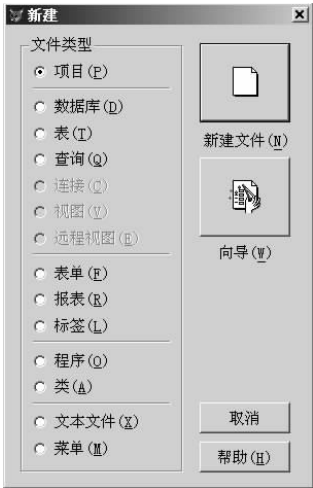 新建
文件类型
项目(P)
数据库(D)
表(T)
查询(Q)
连接(C)
视图(V)
远程视图(E)
表单(F)
报表(R)
标签(L)
程序(O)
类(A)
文本文件(X)
菜单(M)
新建文件(N)
向导(W)
取消
帮助(H)